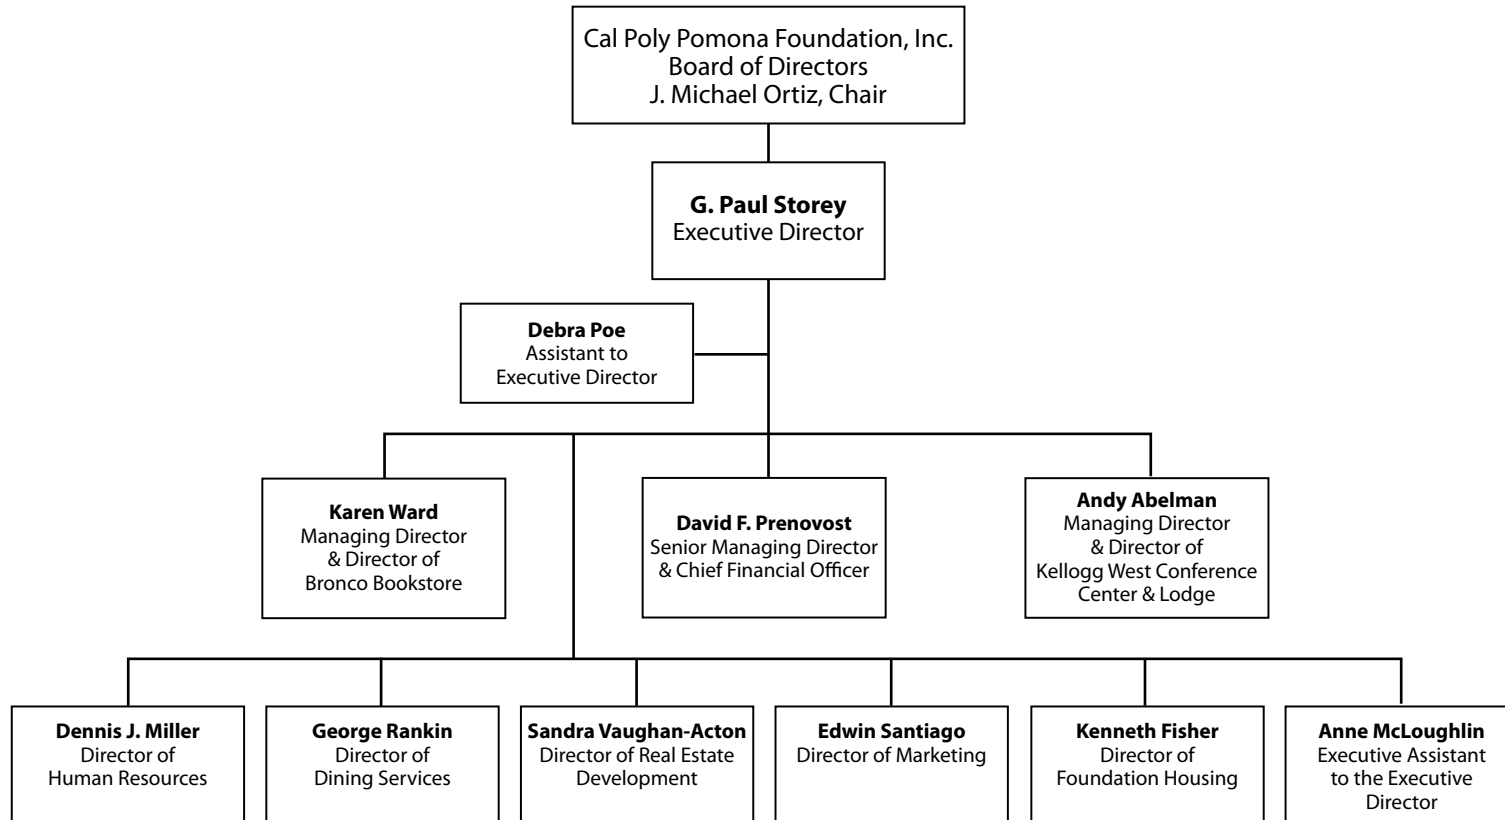 Cal Poly Pomona Foundation, Inc.
Board of Directors
J. Michael Ortiz, Chair
G. Paul Storey
Executive Director
Debra Poe
Assistant to
Executive Director
Karen Ward
Managing Director
& Director of
Bronco Bookstore
David F. Prenovost
Senior Managing Director
& Chief Financial Officer
Andy Abelman
Managing Director
& Director of
Kellogg West Conference
Center & Lodge
Dennis J. Miller
Director of
Human Resources
George Rankin
Director of
Dining Services
Sandra Vaughan-Acton
Director of Real Estate
Development
Edwin Santiago
Director of Marketing
Kenneth Fisher
Director of
Foundation Housing
Anne McLoughlin
Executive Assistant
to the Executive
Director